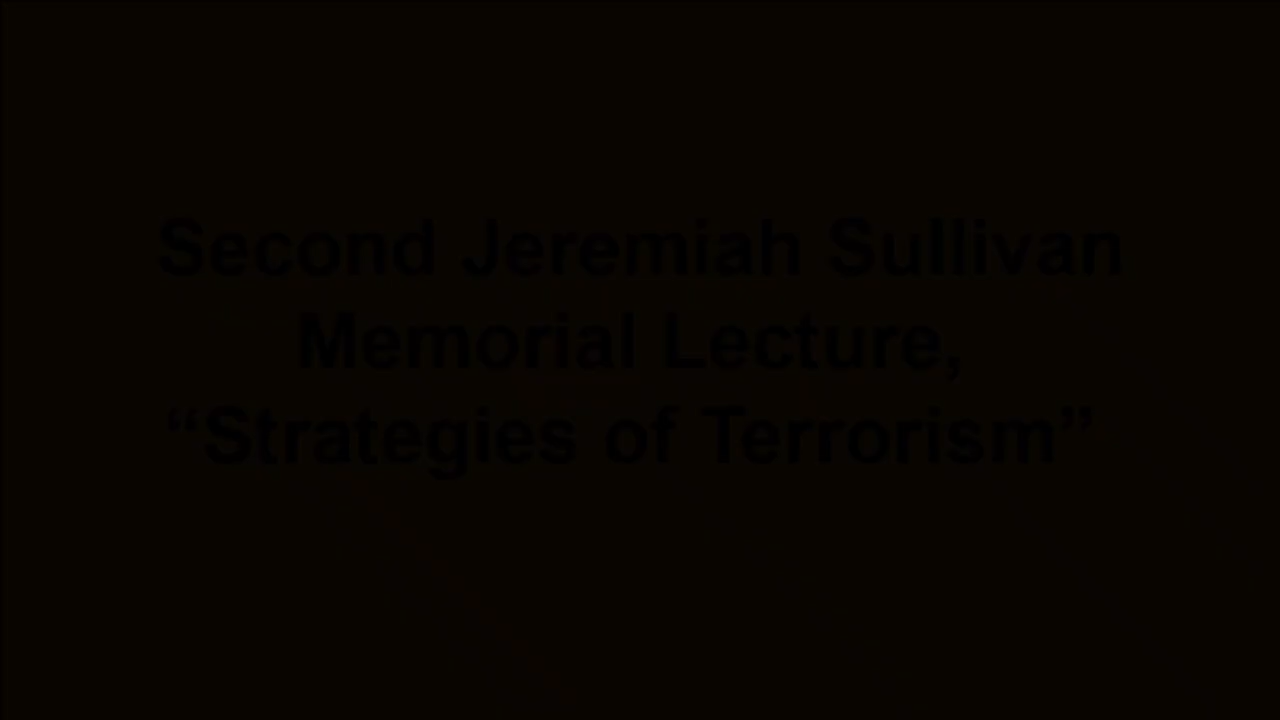 Second Jeremiah Sullivan
Memorial Lecture,
“Strategies of Terrorism”